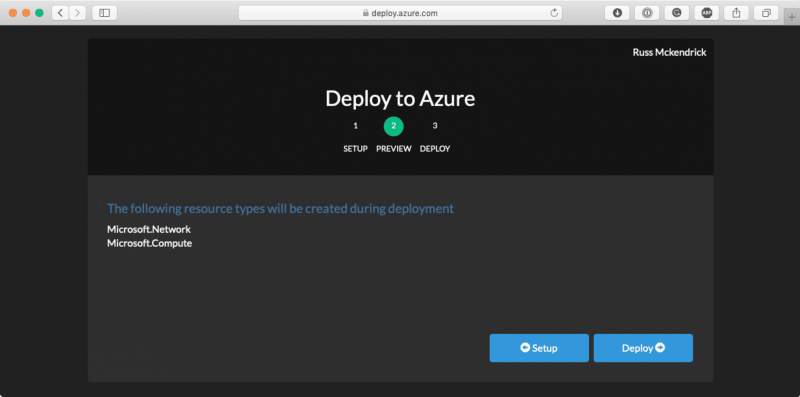 deploy.azure.com
ABP
Russ Mckendrick
Deploy to Azure
1 2 3
SETUP PREVIEW DEPLOY
The following resource types will be created during deployment
Microsoft.Network
Microsoft.Compute
Setup Deploy